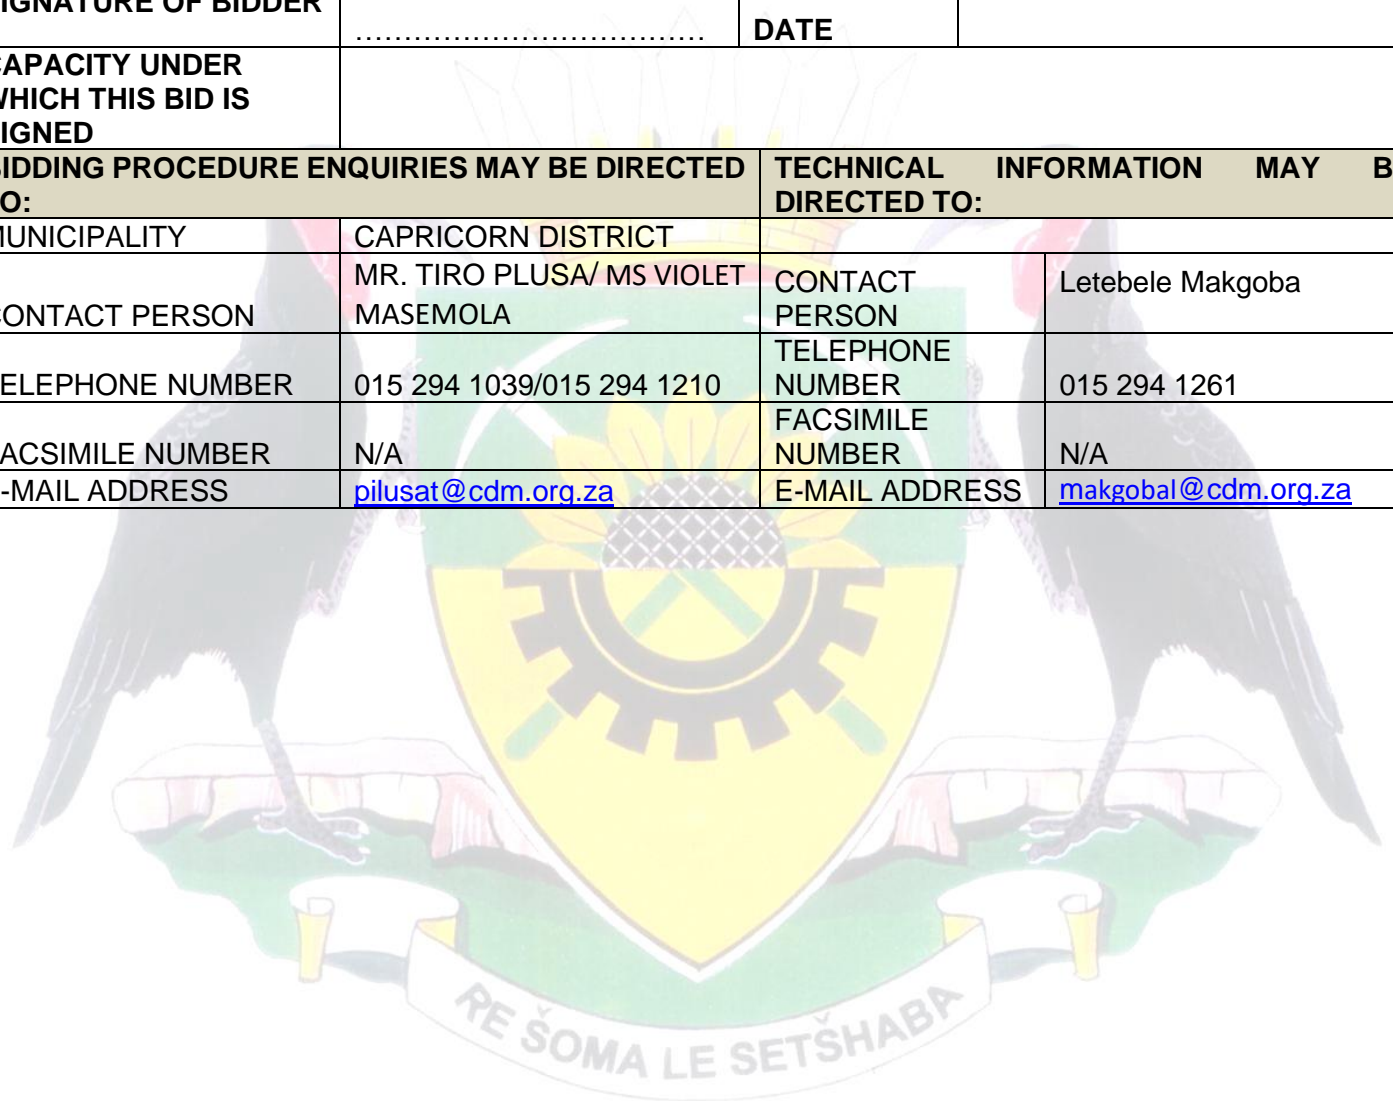 IGNATURE OF BIDDER
……………………………… DATE
CAPACITY UNDER
WHICH THIS BID IS
IGNED
BIDDING PROCEDURE ENQUIRIES MAY BE DIRECTED TECHNICAL INFORMATION MAY B
O: DIRECTED TO:
MUNICIPALITY CAPRICORN DISTRICT
MR. TIRO PLUSA/ MS VIOLET CONTACT Letebele Makgoba
CONTACT PERSON MASEMOLA PERSON
TELEPHONE
ELEPHONE NUMBER 015 294 1039/015 294 1210 NUMBER 015 294 1261
FACSIMILE
ACSIMILE NUMBER N/A NUMBER N/A
-MAIL ADDRESS pilusat@cdm.org.za E-MAIL ADDRESS makgobal@cdm.org.za
RE ŠOMA LE SETŠHABA